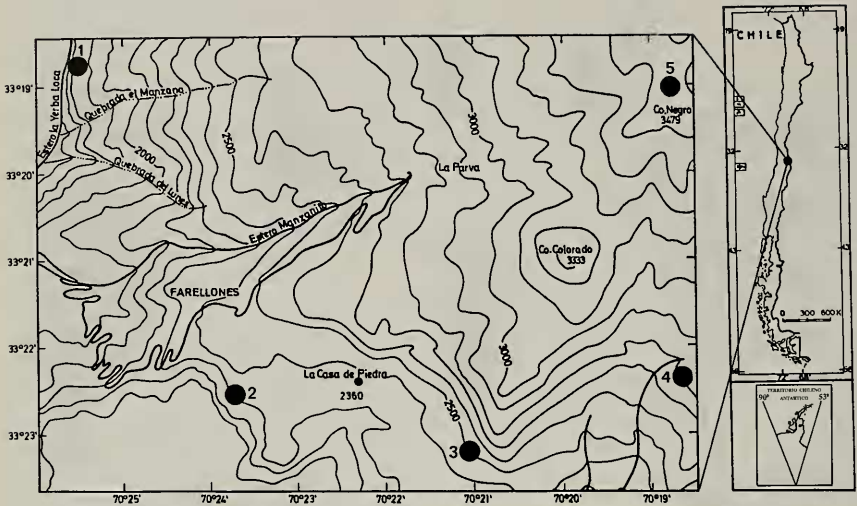 1
33°19'
Estero la Yerba Loca
Quebrada el Manzano
2000
2500
3000
5
Co. Negro
3479
33°20'
Quebrada del Lunes
La Parva
Estero Manzanito
33°21'
Co. Colorado
3333
FARELLONES
33°22'
La Casa de Piedra
2360
3000
2500
2
3
4
33°23'
70°25'
70°24'
70°23'
70°22'
70°21'
70°20'
70°19'
CHILE
0 300 600K
TERRITORIO CHILENO
ANTARTICO
90° 53°